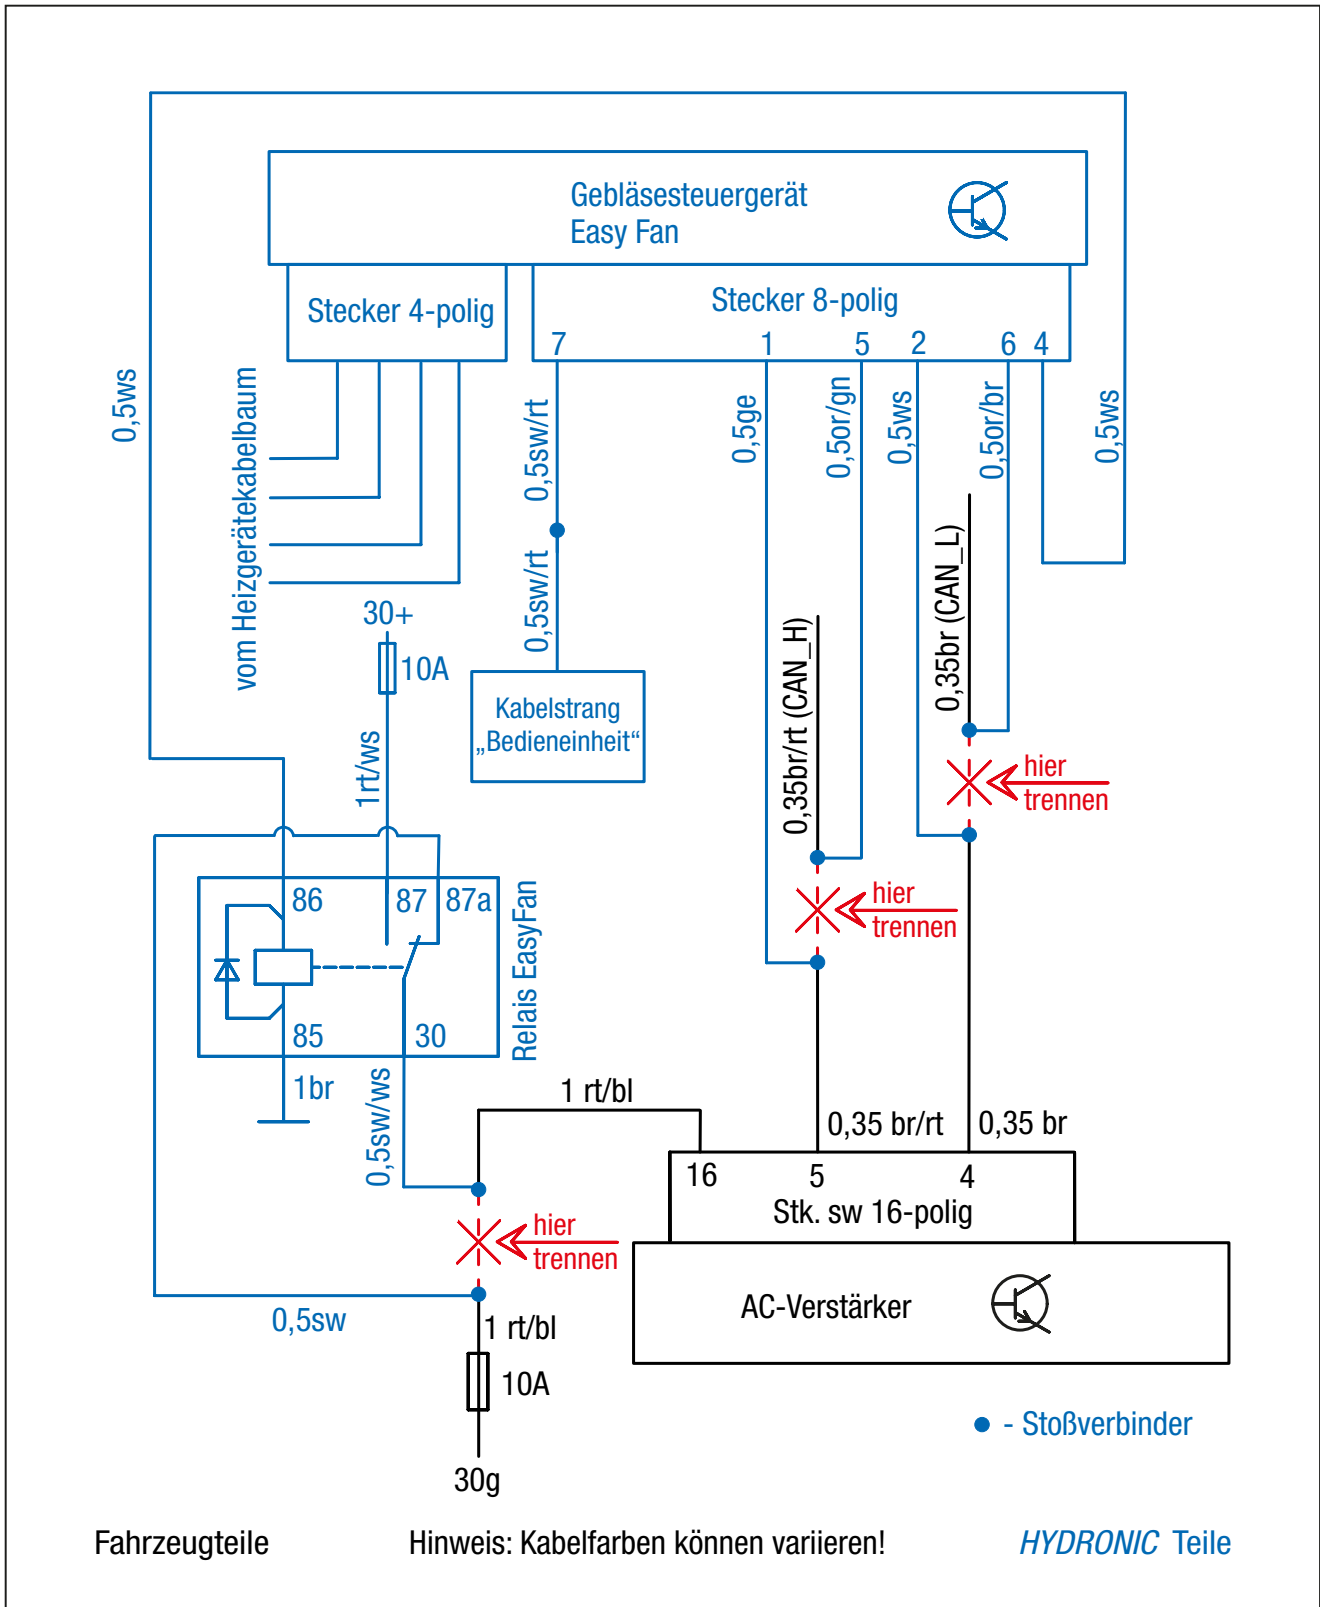 Gebläsesteuergerät
Easy Fan
Stecker 4-polig
Stecker 8-polig
7
1
5
2
6
4
0,5ws
vom Heizgerätekabelbaum
0,5sw/rt
0,5ge
0,5or/gn
0,5ws
0,5or/br
0,5ws
0,5sw/rt
30+
10A
1rt/ws
Kabelstrang
„Bedieneinheit“
0,35br/rt (CAN_H)
0,35br (CAN_L)
hier
trennen
hier
trennen
86
87
87a
85
30
Relais EasyFan
1br
0,5sw/ws
1 rt/bl
0,35 br/rt
0,35 br
16
5
4
Stk. sw 16-polig
hier
trennen
0,5sw
1 rt/bl
AC-Verstärker
10A
30g
- Stoßverbinder
Fahrzeugteile
Hinweis: Kabelfarben können variieren!
HYDRONIC Teile